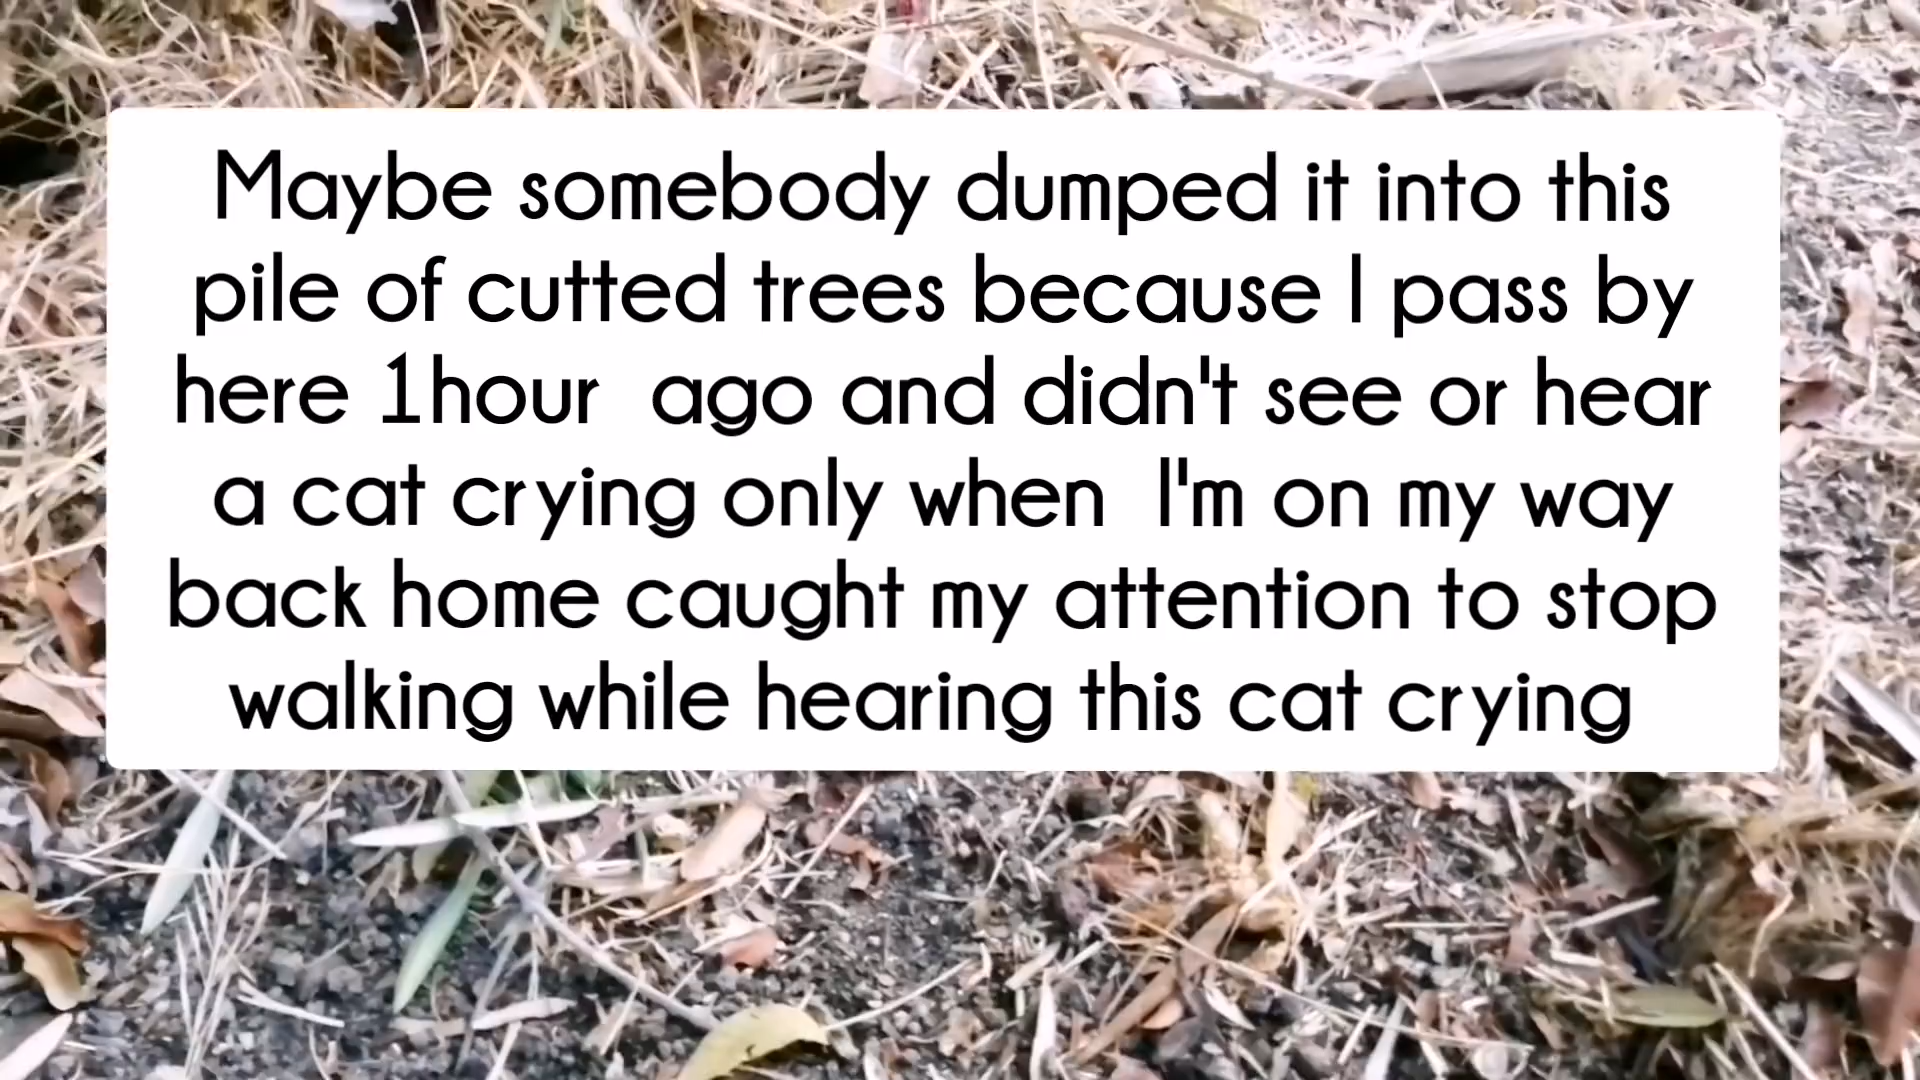 Maybe somebody dumped it into this
pile of cutted trees because I pass by
here 1hour  ago and didn't see or hear
a cat crying only when  I'm on my way
back home caught my attention to stop
walking while hearing this cat crying